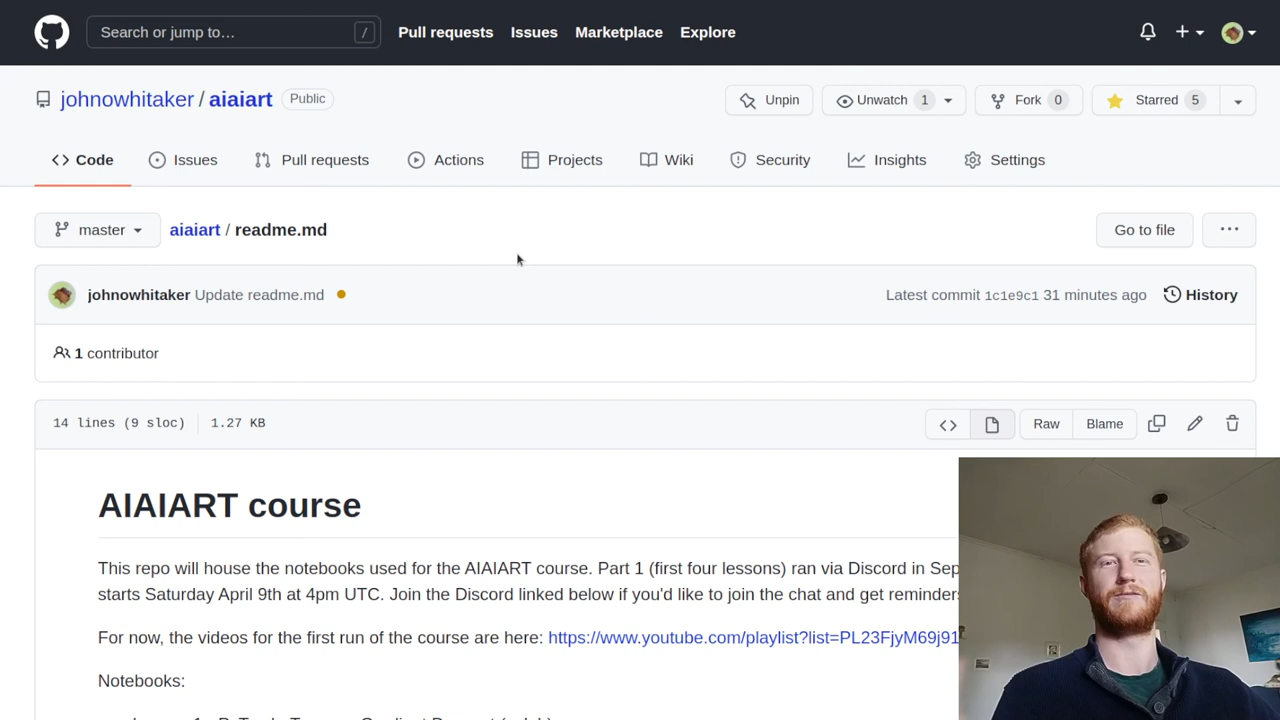 Search or jump to… /
Pull requests Issues Marketplace Explore
johnowhitaker / aiaiart Public
Unpin Unwatch 1 Fork 0 Starred 5
Code Issues Pull requests Actions Projects Wiki Security Insights Settings
master aiaiart / readme.md Go to file ...
johnowhitaker Update readme.md Latest commit 1c1e9c1 31 minutes ago History
1 contributor
14 lines (9 sloc) 1.27 KB Raw Blame
AIAIART course
This repo will house the notebooks used for the AIAIART course. Part 1 (first four lessons) ran via Discord in Sep
starts Saturday April 9th at 4pm UTC. Join the Discord linked below if you'd like to join the chat and get reminders
For now, the videos for the first run of the course are here: https://www.youtube.com/playlist?list=PL23FjyM69j91
Notebooks: